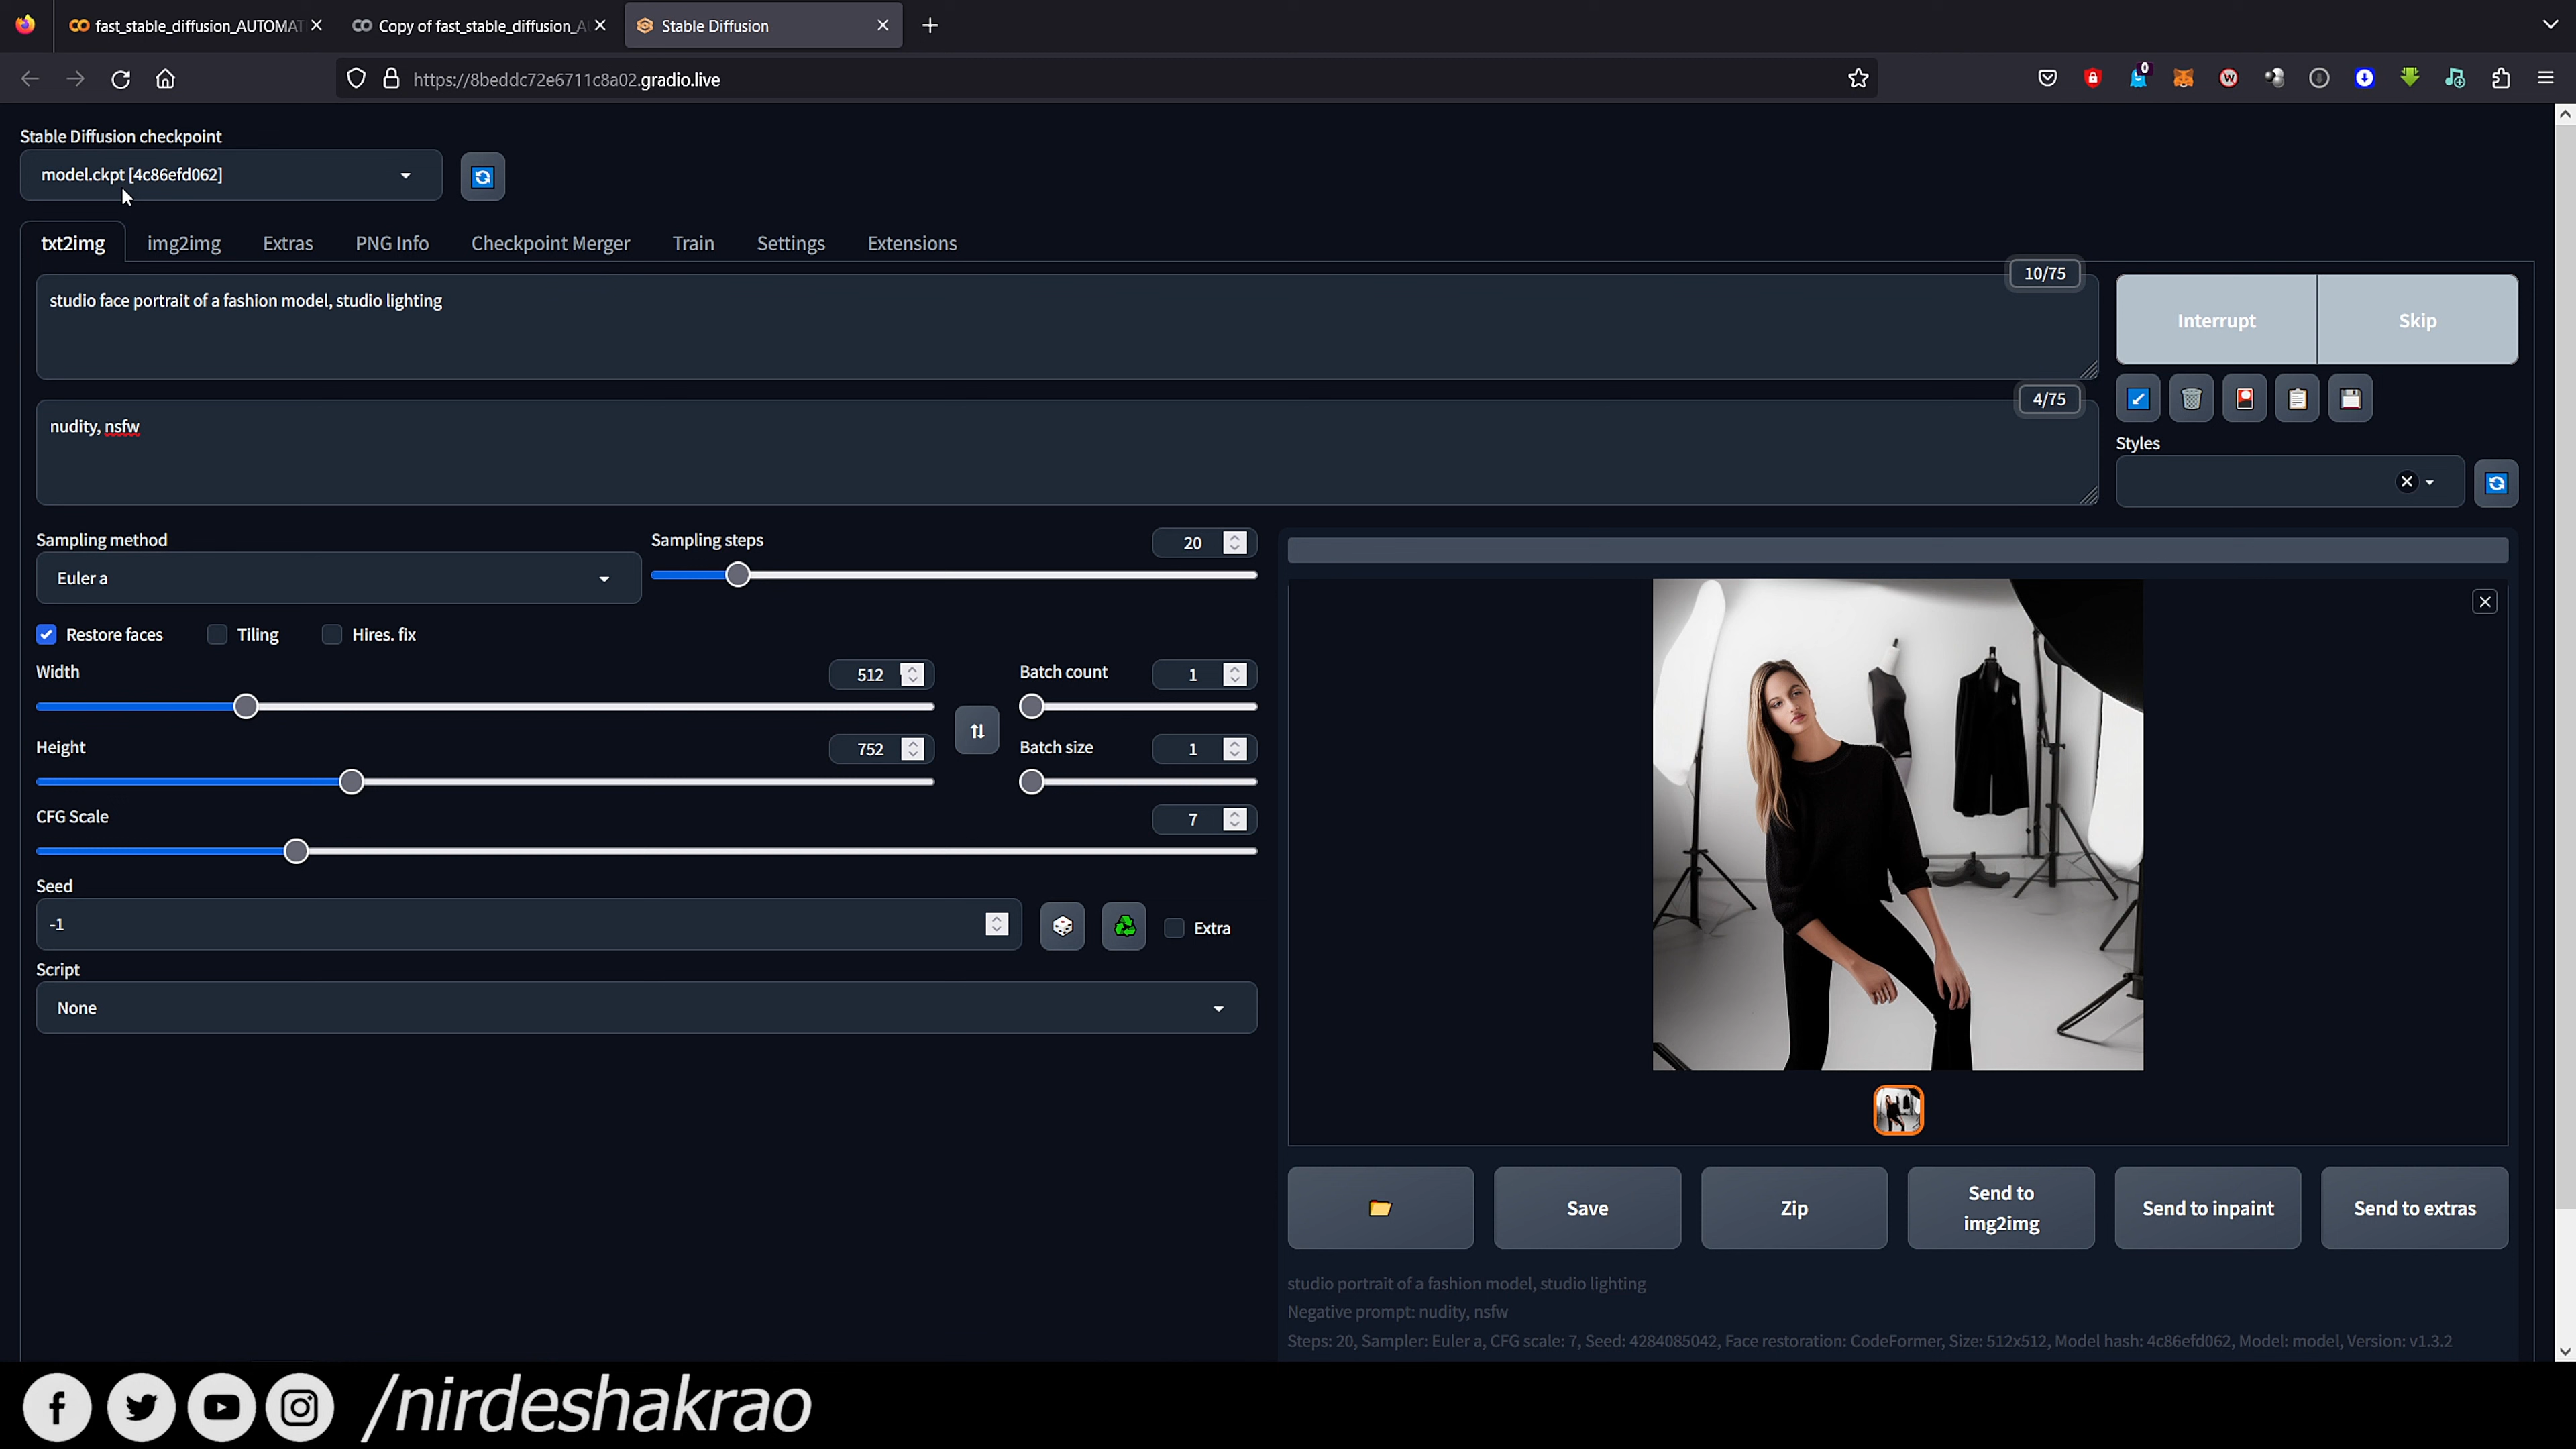 fast_stable_diffusion_AUTOMAT
Copy of fast_stable_diffusion_A
Stable Diffusion
https://8beddc72e6711c8a02.gradio.live
0
Stable Diffusion checkpoint
model.ckpt [4c86efd062]
txt2img img2img Extras PNG Info Checkpoint Merger Train Settings Extensions
10/75
studio face portrait of a fashion model, studio lighting
Interrupt Skip
4/75
nudity, nsfw
Styles
Sampling method
Euler a
Sampling steps 20
Restore faces Tiling Hires. fix
Width 512
Batch count 1
Height 752
Batch size 1
CFG Scale 7
Seed
-1
Extra
Script
None
Save
Zip
Send to
img2img
Send to inpaint
Send to extras
studio portrait of a fashion model, studio lighting
Negative prompt: nudity, nsfw
Steps: 20, Sampler: Euler a, CFG scale: 7, Seed: 4284085042, Face restoration: CodeFormer, Size: 512x512, Model hash: 4c86efd062, Model: model, Version: v1.3.2
/nirdeshakrao